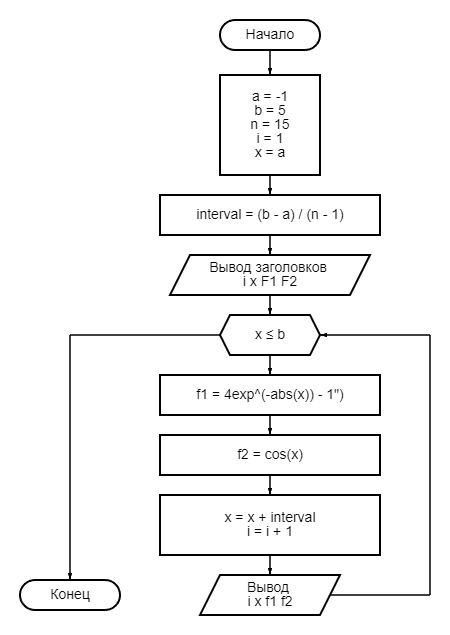 Начало
a = -1
b = 5
n = 15
i = 1
x = a
interval = (b - a) / (n - 1)
Вывод заголовков
i x F1 F2
x ≤ b
f1 = 4exp^(-abs(x)) - 1")
f2 = cos(x)
x = x + interval
i = i + 1
Вывод
i x f1 f2
Конец